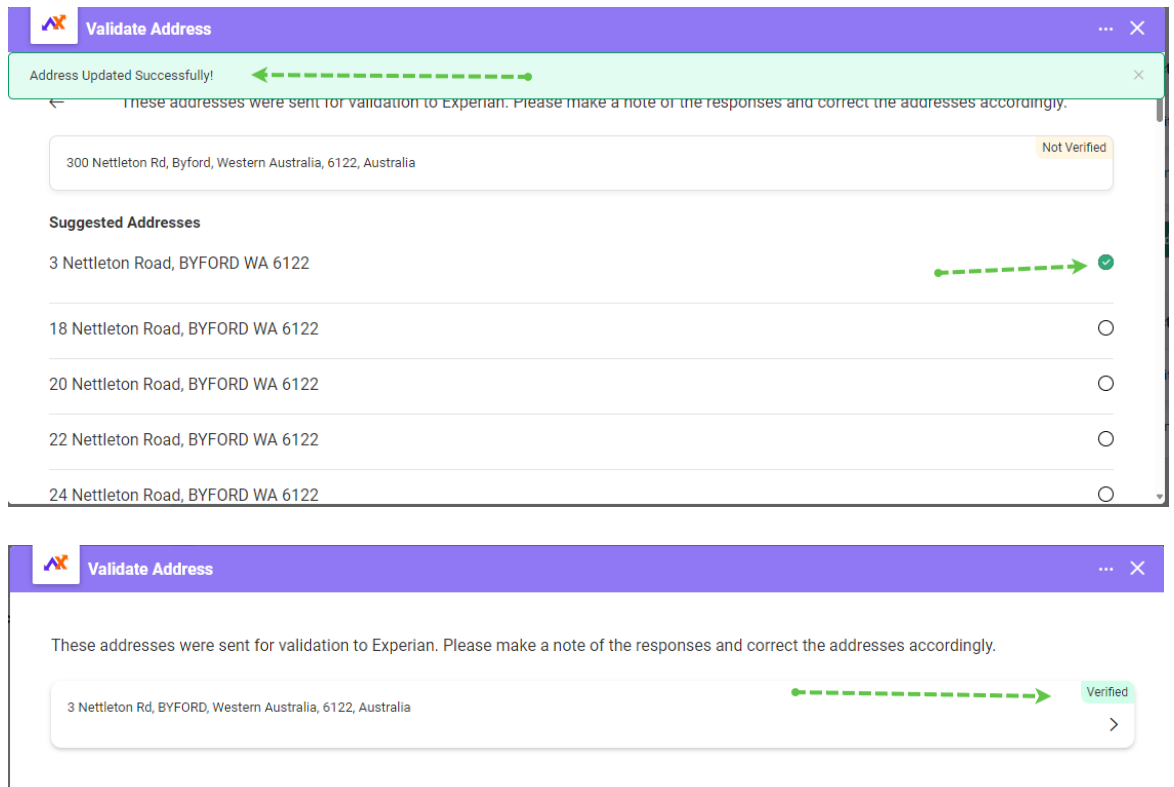 Validate Address
Address Updated Successfully!
These addresses were sent for validation to Experian. Please make a note of the responses and correct the addresses accordingly.
Not Verified
300 Nettleton Rd, Byford, Western Australia, 6122, Australia
Suggested Addresses
3 Nettleton Road, BYFORD WA 6122
18 Nettleton Road, BYFORD WA 6122
20 Nettleton Road, BYFORD WA 6122
22 Nettleton Road, BYFORD WA 6122
24 Nettleton Road, BYFORD WA 6122
Validate Address
These addresses were sent for validation to Experian. Please make a note of the responses and correct the addresses accordingly.
Verified
3 Nettleton Rd, BYFORD, Western Australia, 6122, Australia